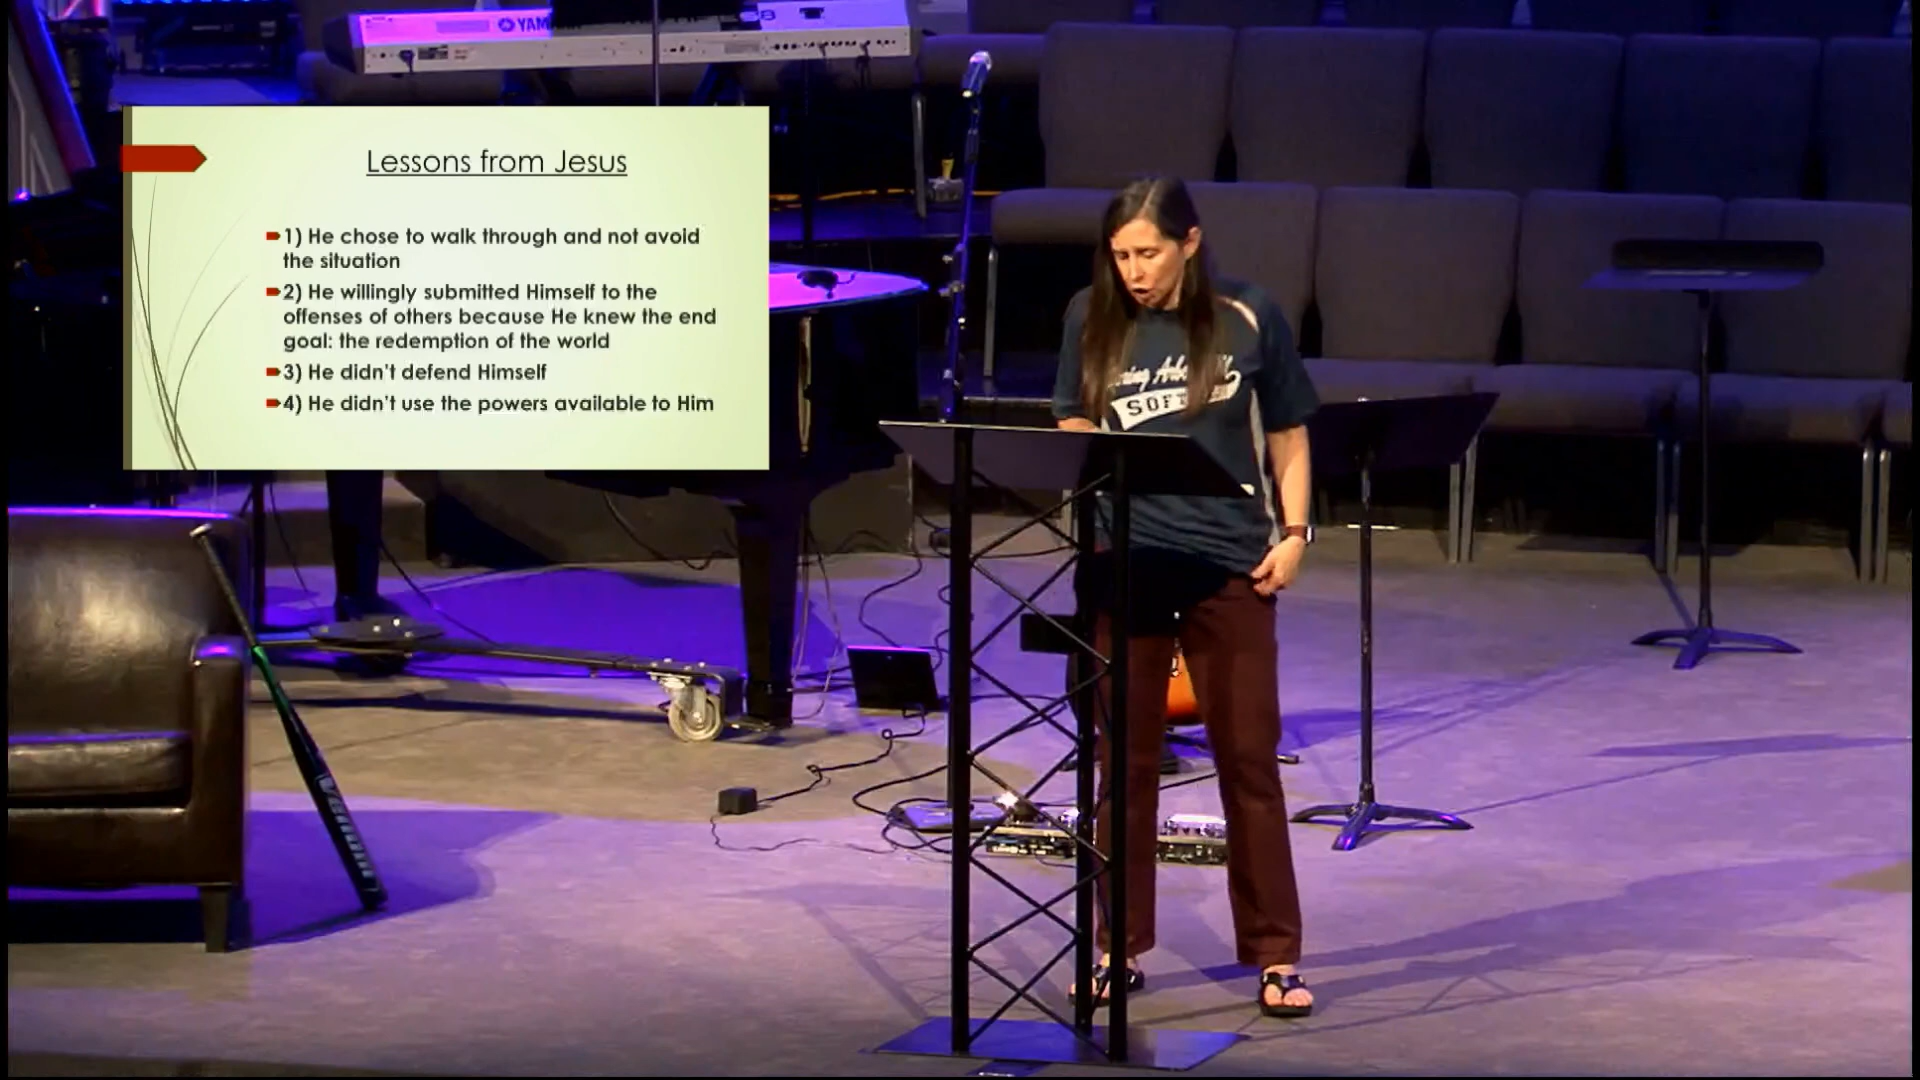 YAM
S8
Lessons from Jesus
1) He chose to walk through and not avoid
the situation
2) He willingly submitted Himself to the
offenses of others because He knew the end
goal: the redemption of the world
3) He didn't defend Himself
4) He didn't use the powers available to Him
SOFT